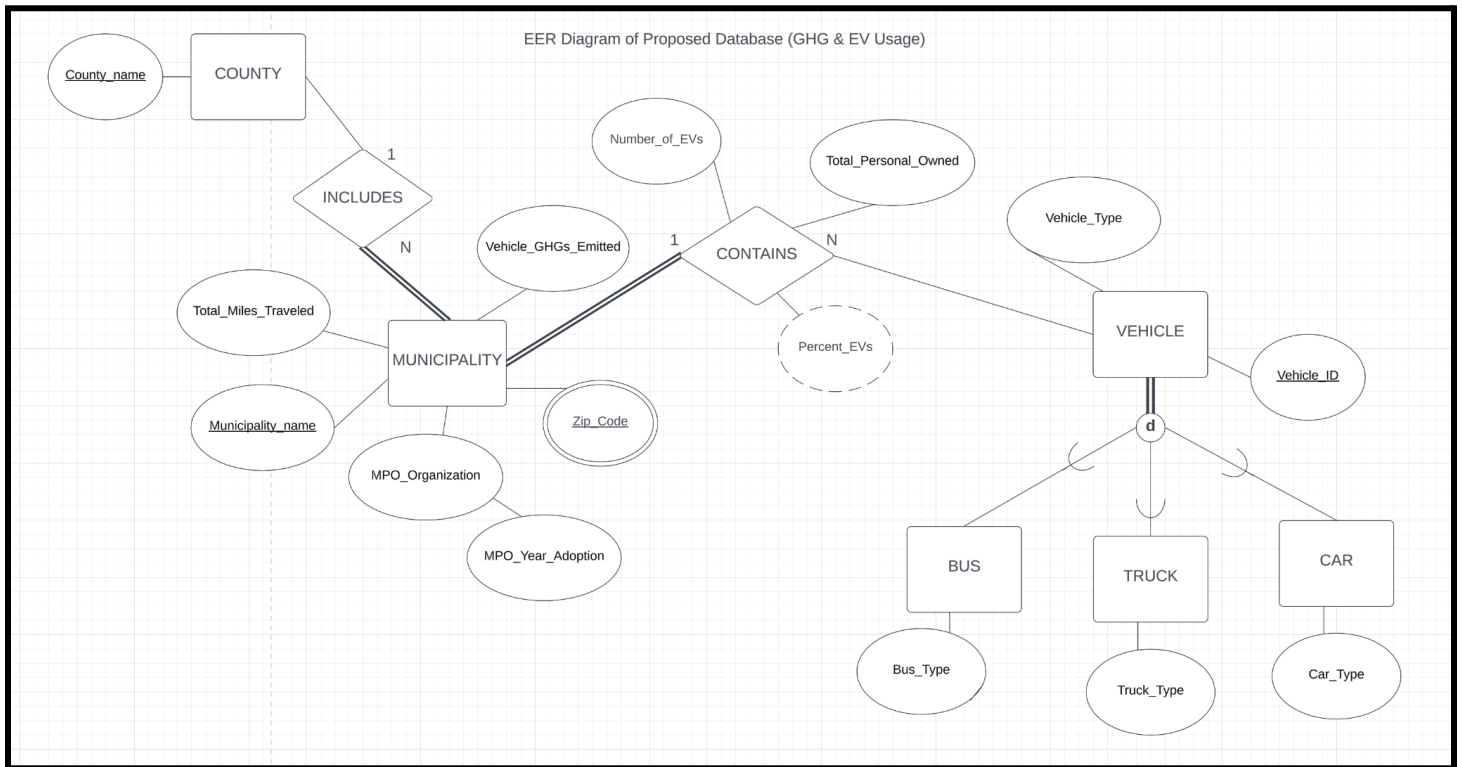 EER Diagram of Proposed Database (GHG & EV Usage)
County_name
COUNTY
1
INCLUDES
N
Number_of_EVs
Total_Personal_Owned
Vehicle_Type
Vehicle_GHGs_Emitted
1
CONTAINS
N
Total_Miles_Traveled
MUNICIPALITY
Percent_EVs
VEHICLE
Vehicle_ID
Municipality_name
Zip_Code
d
MPO_Organization
MPO_Year_Adoption
BUS
TRUCK
CAR
Bus_Type
Truck_Type
Car_Type